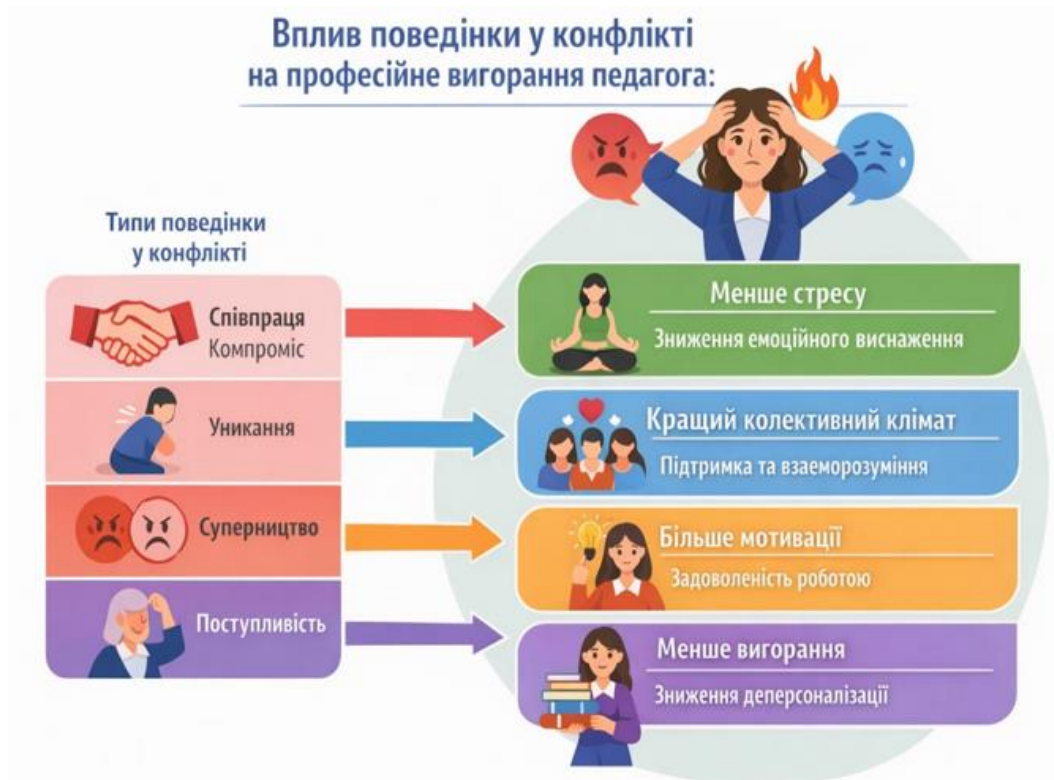 Вплив поведінки у конфлікті
на професійне вигорання педагога:
Типи поведінки
у конфлікті
Співпраця
Компроміс
Уникання
Суперництво
Поступливість
Менше стресу
Зниження емоційного виснаження
Кращий колективний клімат
Підтримка та взаєморозуміння
Більше мотивації
Задоволеність роботою
Менше вигорання
Зниження деперсоналізації